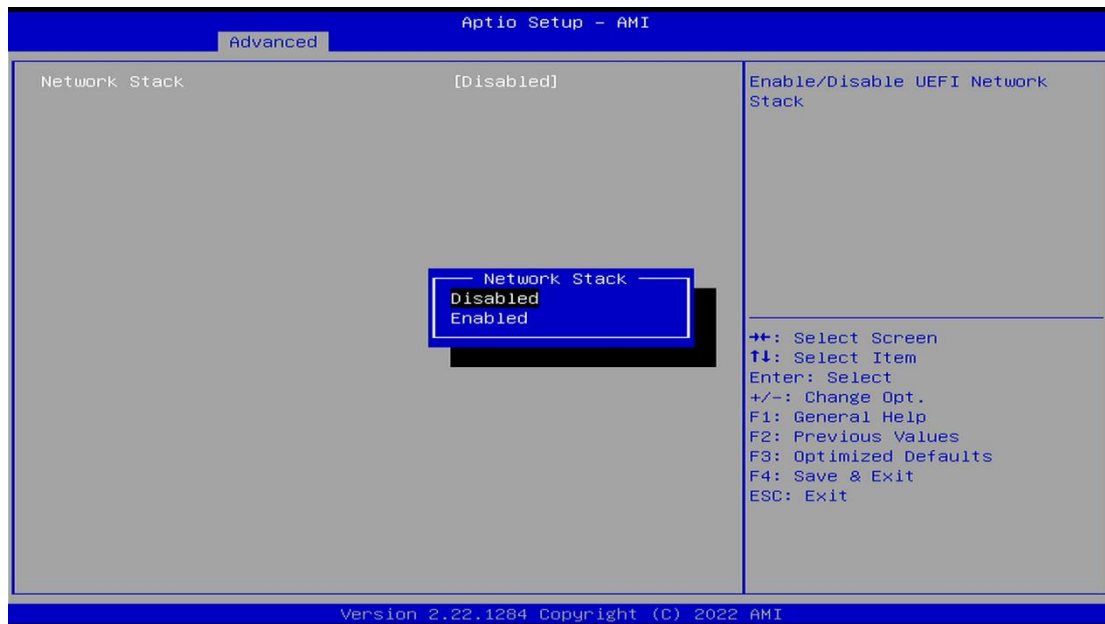 Aptio Setup - AMI
Advanced
Network Stack [Disabled]
Enable/Disable UEFI Network
Stack
Network Stack
Disabled
Enabled
→←: Select Screen
↑↓: Select Item
Enter: Select
+/-: Change Opt.
F1: General Help
F2: Previous Values
F3: Optimized Defaults
F4: Save & Exit
ESC: Exit
Version 2.22.1284 Copyright (C) 2022 AMI